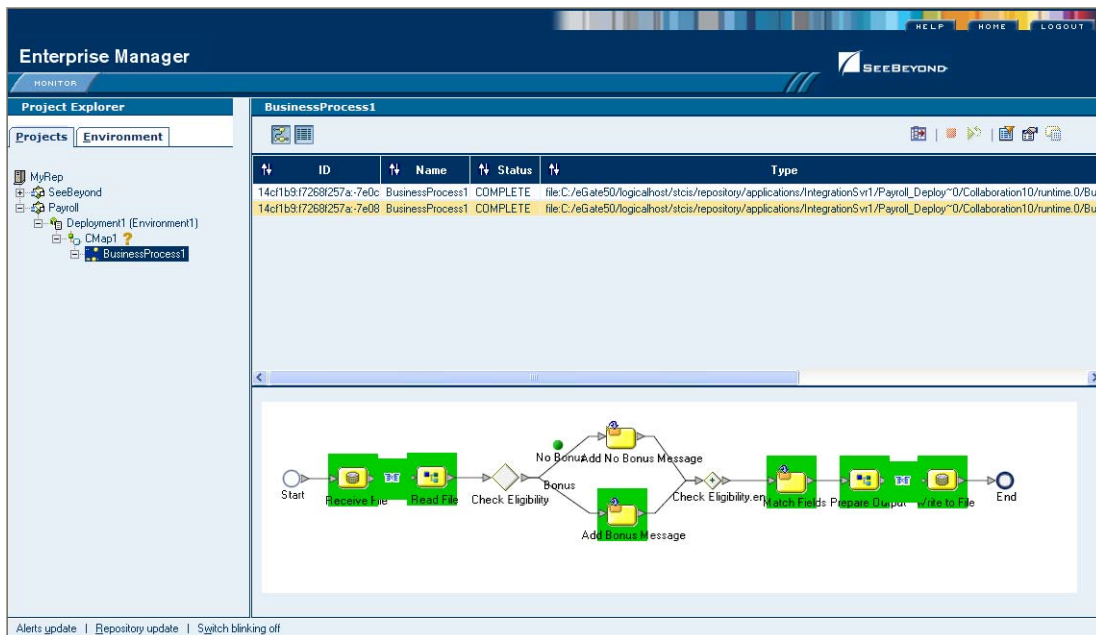 HELP HOME LOGOUT
Enterprise Manager
SEEBEYOND
MONITOR
Project Explorer
BusinessProcess1
Projects Environment
ID Name Status Type
MyRep
SeeBeyond
Payroll
Deployment1 (Environment1)
CMap1 ?
BusinessProcess1
14cf1b9:f7268f257a:-7e0c BusinessProcess1 COMPLETE file:C:/eGate50/logicalhost/stcis/repository/applications/IntegrationSvr1/Payroll_Deploy~0/Collaboration10/runtime.0/Bu
14cf1b9:f7268f257a:-7e08 BusinessProcess1 COMPLETE file:C:/eGate50/logicalhost/stcis/repository/applications/IntegrationSvr1/Payroll_Deploy~0/Collaboration10/runtime.0/Bu
Start
Receive File
Read File
Check Eligibility
No Bonus
Bonus
Add No Bonus Message
Add Bonus Message
Check Eligibility.en
Match Fields
Prepare Output
Write to File
End
Alerts update | Repository update | Switch blinking off